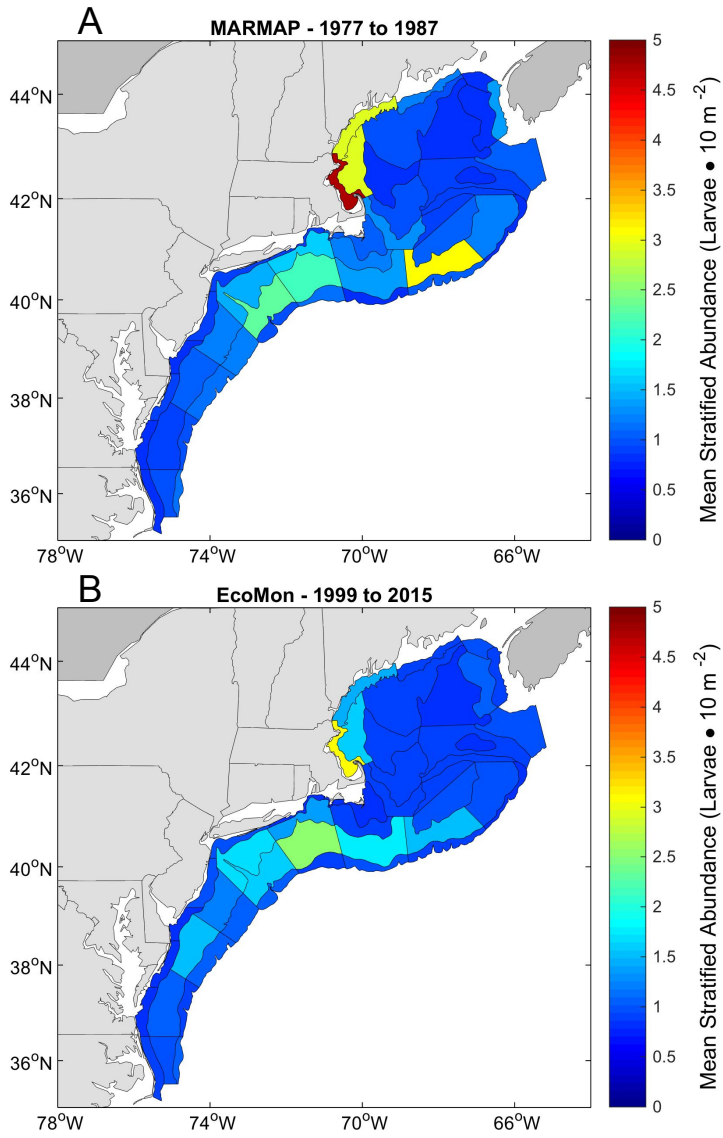 A
MARMAP - 1977 to 1987
44°N
42°N
40°N
38°N
36°N
78°W
74°W
70°W
66°W
5
4.5
4
3.5
3
2.5
2
1.5
1
0.5
0
Mean Stratified Abundance (Larvae ● 10 m⁻²)
B
EcoMon - 1999 to 2015
44°N
42°N
40°N
38°N
36°N
78°W
74°W
70°W
66°W
5
4.5
4
3.5
3
2.5
2
1.5
1
0.5
0
Mean Stratified Abundance (Larvae ● 10 m⁻²)